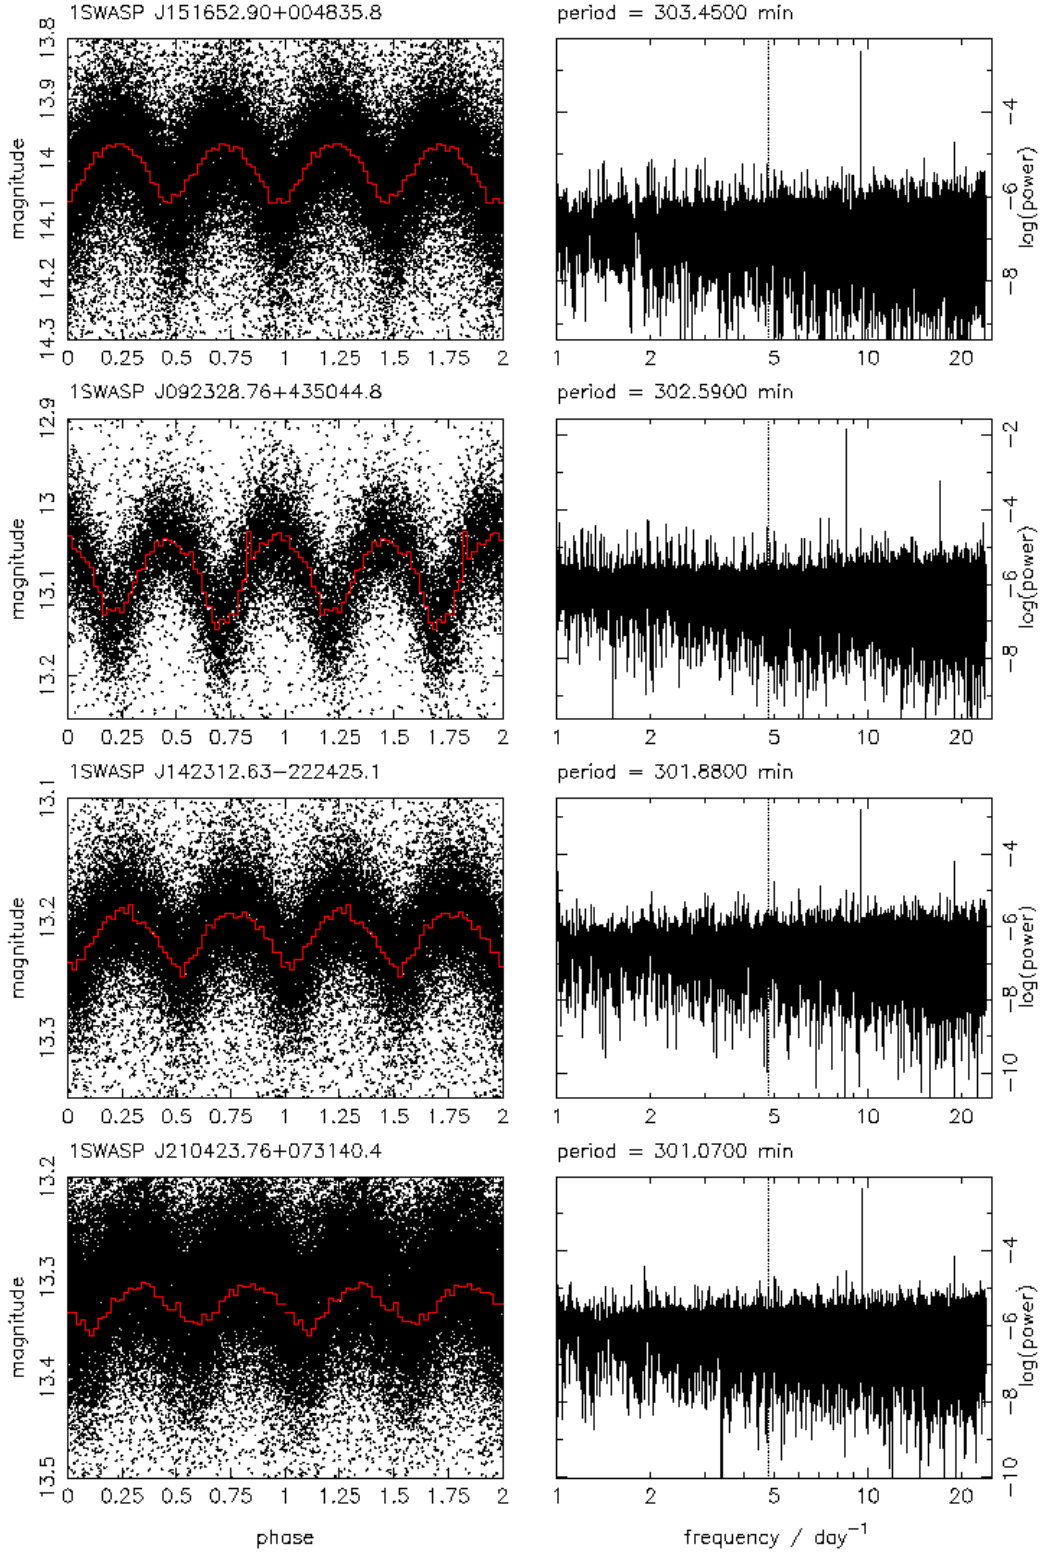 1SWASP J151652.90+004835.8
period = 303.4500 min
13.8
13.9
14
14.1
14.2
14.3
magnitude
0 0.25 0.5 0.75 1 1.25 1.5 1.75 2
-4
-6
-8
log(power)
1 2 5 10 20
1SWASP J092328.76+435044.8
period = 302.5900 min
12.9
13
13.1
13.2
magnitude
0 0.25 0.5 0.75 1 1.25 1.5 1.75 2
-2
-4
-6
-8
log(power)
1 2 5 10 20
1SWASP J142312.63-222425.1
period = 301.8800 min
13.1
13.2
13.3
magnitude
0 0.25 0.5 0.75 1 1.25 1.5 1.75 2
-4
-6
-8
-10
log(power)
1 2 5 10 20
1SWASP J210423.76+073140.4
period = 301.0700 min
13.2
13.3
13.4
13.5
magnitude
0 0.25 0.5 0.75 1 1.25 1.5 1.75 2
-4
-6
-8
-10
log(power)
1 2 5 10 20
phase
frequency / day⁻¹